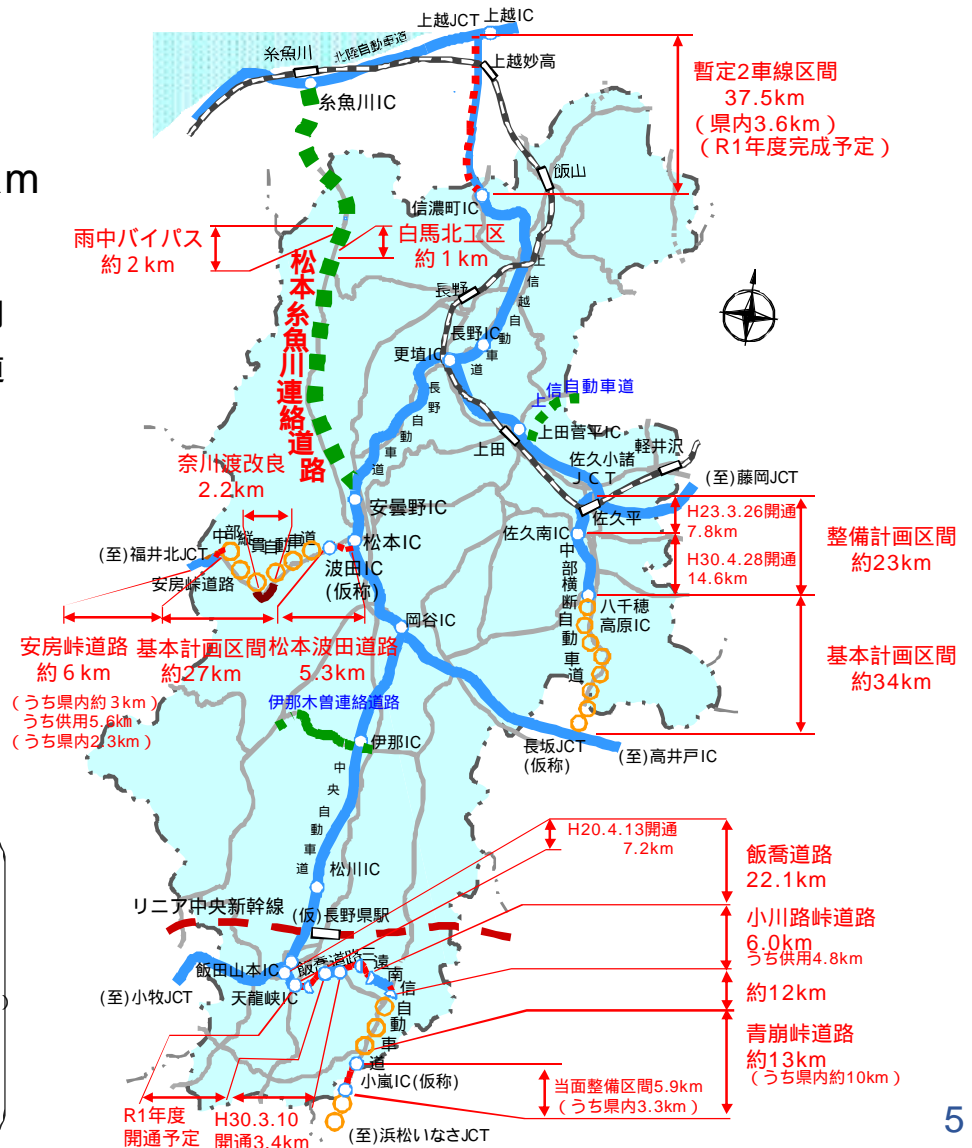 上越JCT 上越IC
北陸自動車道
糸魚川
上越妙高
糸魚川IC
暫定2車線区間
37.5km
（県内3.6km）
（R1年度完成予定）
飯山
m
信濃町IC
雨中バイパス
約２km
白馬北工区
約１km
松本糸魚川連絡道路
上信越自動車道
長野
長野IC
更埴IC
長野自動車道
上信自動車道
上田菅平IC
上田
軽井沢
佐久小諸
JCT
(至)藤岡JCT
奈川渡改良
2.2km
安曇野IC
佐久平
H23.3.26開通
7.8km
佐久南IC
整備計画区間
約23km
中部縦貫自動車道
松本IC
(至)福井北JCT
波田IC
(仮称)
安房峠道路
H30.4.28開通
14.6km
中部横断自動車道
八千穂
高原IC
岡谷IC
安房峠道路
約６km
（うち県内約３km）
うち供用5.6km
（うち県内2.3km）
基本計画区間
約27km
松本波田道路
5.3km
基本計画区間
約34km
伊那木曽連絡道路
伊那IC
長坂JCT
(仮称)
(至)高井戸IC
中央自動車道
H20.4.13開通
7.2km
飯喬道路
22.1km
松川IC
リニア中央新幹線
(仮)長野県駅
小川路峠道路
6.0km
うち供用4.8km
飯田山本IC
飯喬道路
三遠南信自動車道
(至)小牧JCT
天龍峡IC
約12km
青崩峠道路
約13km
（うち県内約10km）
小嵐IC(仮称)
当面整備区間5.9km
（うち県内3.3km）
R1年度
開通予定
H30.3.10
開通3.4km
(至)浜松いなさJCT
5